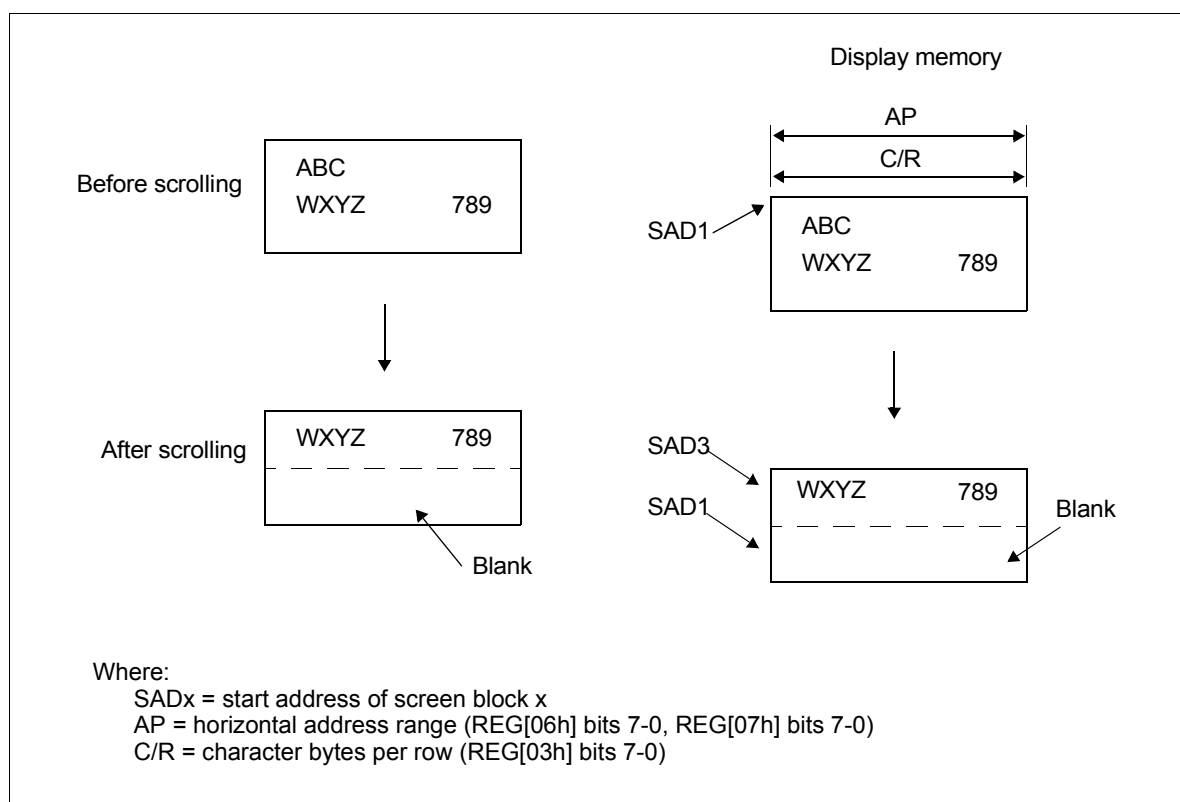 Display memory
AP
C/R
Before scrolling
ABC
WXYZ 789
SAD1
ABC
WXYZ 789
After scrolling
WXYZ 789
Blank
SAD3
SAD1
WXYZ 789
Blank
Where:
SADx = start address of screen block x
AP = horizontal address range (REG[06h] bits 7-0, REG[07h] bits 7-0)
C/R = character bytes per row (REG[03h] bits 7-0)